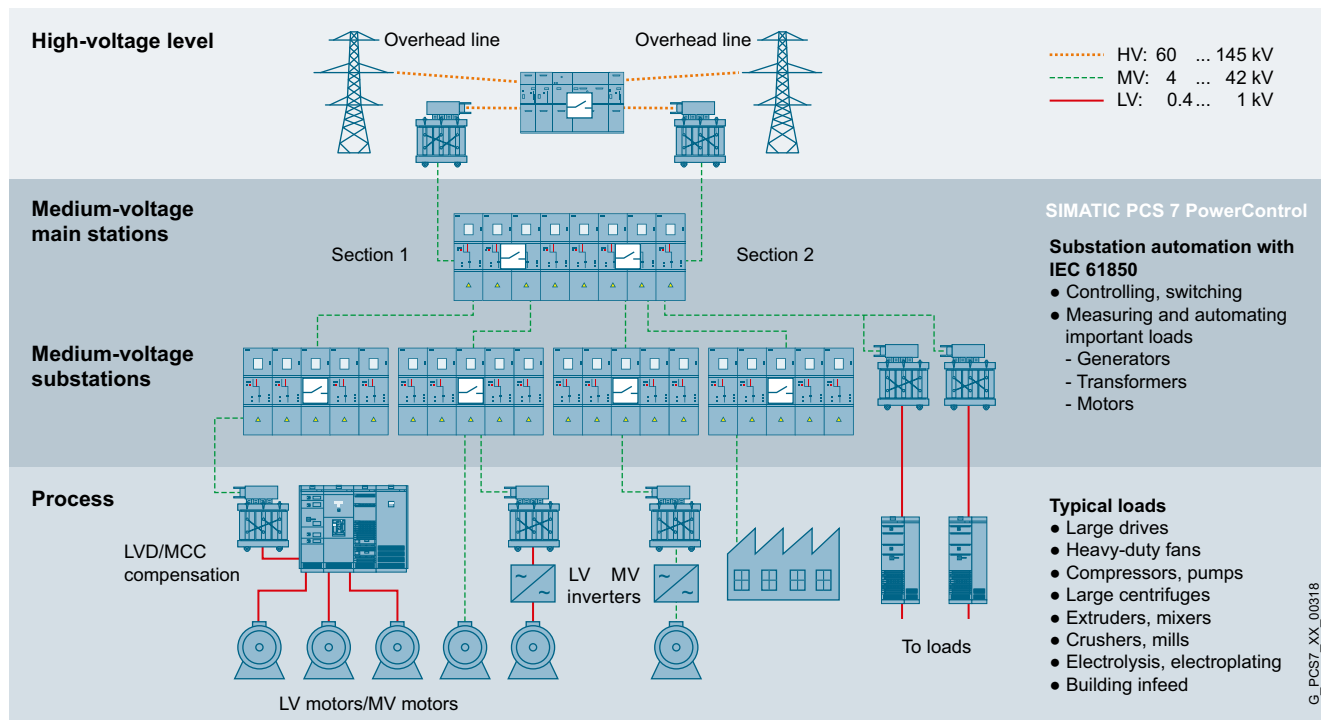 High-voltage level
Overhead line
Overhead line
HV: 60 ... 145 kV
MV: 4 ... 42 kV
LV: 0.4 ... 1 kV
Medium-voltage
main stations
Section 1
Section 2
SIMATIC PCS 7 PowerControl
Substation automation with
IEC 61850
● Controlling, switching
● Measuring and automating
important loads
- Generators
- Transformers
- Motors
Medium-voltage
substations
Process
LVD/MCC
compensation
LV MV
inverters
LV motors/MV motors
To loads
Typical loads
● Large drives
● Heavy-duty fans
● Compressors, pumps
● Large centrifuges
● Extruders, mixers
● Crushers, mills
● Electrolysis, electroplating
● Building infeed
G_PCS7_XX_00318